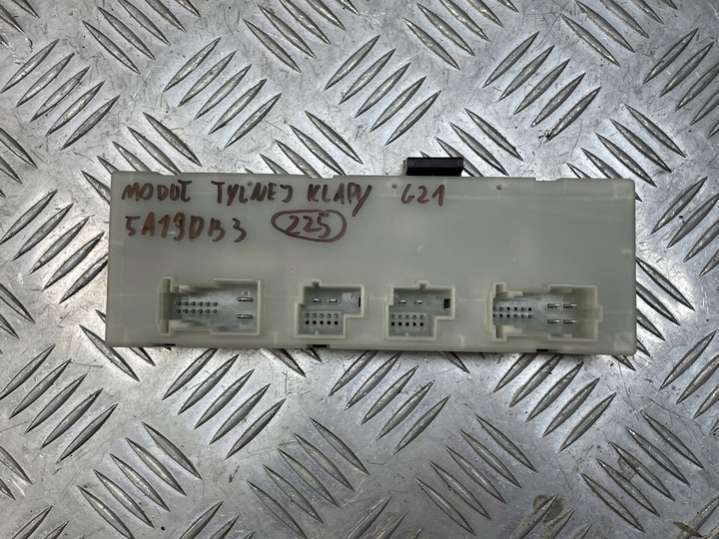 MODUŁ TYLNEJ KLAPY G21
5A19DB3 225